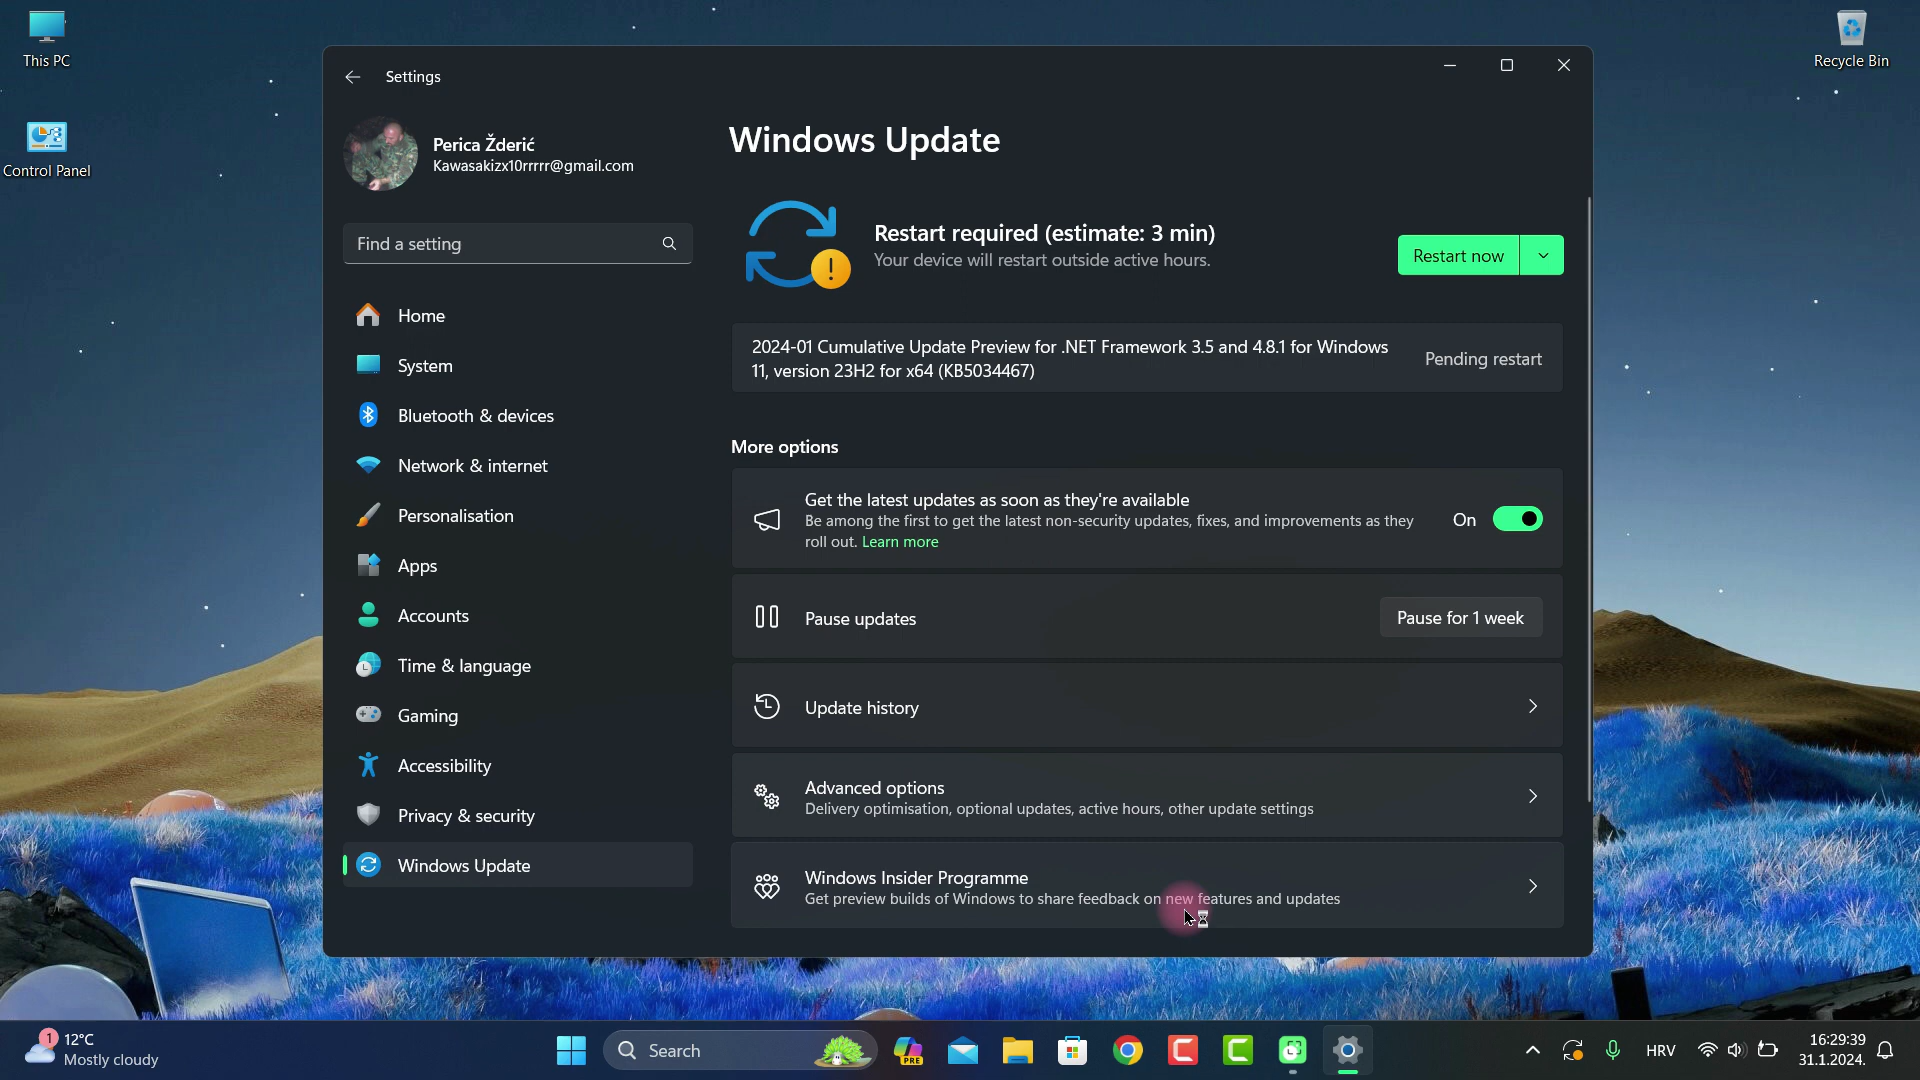 This PC
Control Panel
Recycle Bin
Settings
Perica Žderić
Kawasakizx10rrrrr@gmail.com
Find a setting
Home
System
Bluetooth & devices
Network & internet
Personalisation
Apps
Accounts
Time & language
Gaming
Accessibility
Privacy & security
Windows Update
Windows Update
Restart required (estimate: 3 min)
Your device will restart outside active hours.
Restart now
2024-01 Cumulative Update Preview for .NET Framework 3.5 and 4.8.1 for Windows
11, version 23H2 for x64 (KB5034467)
Pending restart
More options
Get the latest updates as soon as they're available
Be among the first to get the latest non-security updates, fixes, and improvements as they
roll out. Learn more
On
Pause updates
Pause for 1 week
Update history
Advanced options
Delivery optimisation, optional updates, active hours, other update settings
Windows Insider Programme
Get preview builds of Windows to share feedback on new features and updates
1
12°C
Mostly cloudy
Search
PRE
HRV
16:29:39
31.1.2024.